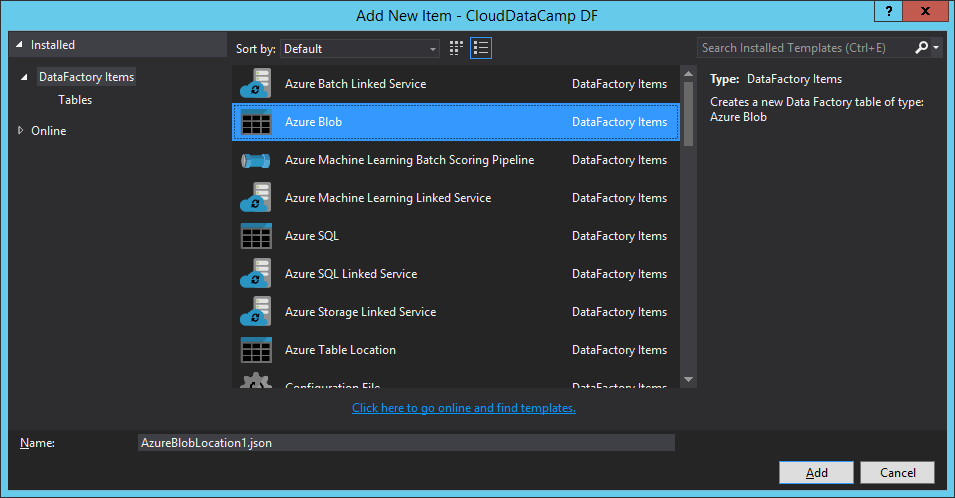 Add New Item - CloudDataCamp DF
?
x
Installed
DataFactory Items
Tables
Online
Sort by: Default
Search Installed Templates (Ctrl+E)
Azure Batch Linked Service DataFactory Items
Azure Blob DataFactory Items
Azure Machine Learning Batch Scoring Pipeline DataFactory Items
Azure Machine Learning Linked Service DataFactory Items
Azure SQL DataFactory Items
Azure SQL Linked Service DataFactory Items
Azure Storage Linked Service DataFactory Items
Azure Table Location DataFactory Items
Configuration File DataFactory Items
Type: DataFactory Items
Creates a new Data Factory table of type:
Azure Blob
Click here to go online and find templates.
Name: AzureBlobLocation1.json
Add Cancel